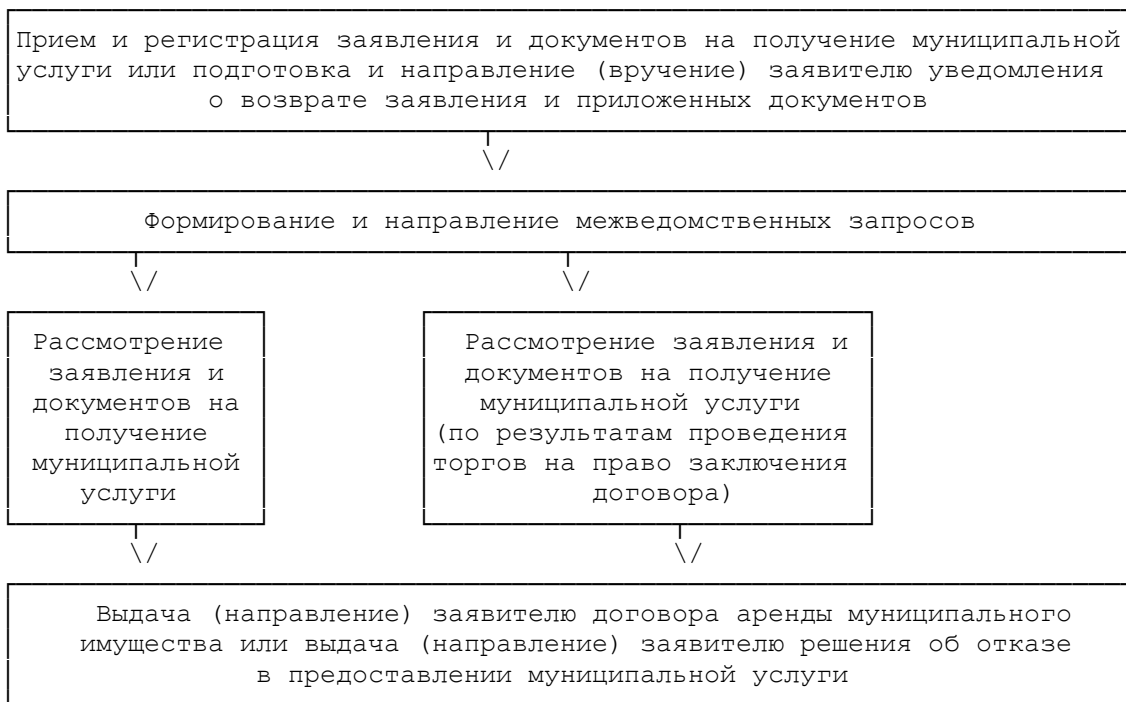 Прием и регистрация заявления и документов на получение муниципальной
услуги или подготовка и направление (вручение) заявителю уведомления
о возврате заявления и приложенных документов
\/
Формирование и направление межведомственных запросов
\/ \/
Рассмотрение
заявления и
документов на
получение
муниципальной
услуги
Рассмотрение заявления и
документов на получение
муниципальной услуги
(по результатам проведения
торгов на право заключения
договора)
\/ \/
Выдача (направление) заявителю договора аренды муниципального
имущества или выдача (направление) заявителю решения об отказе
в предоставлении муниципальной услуги